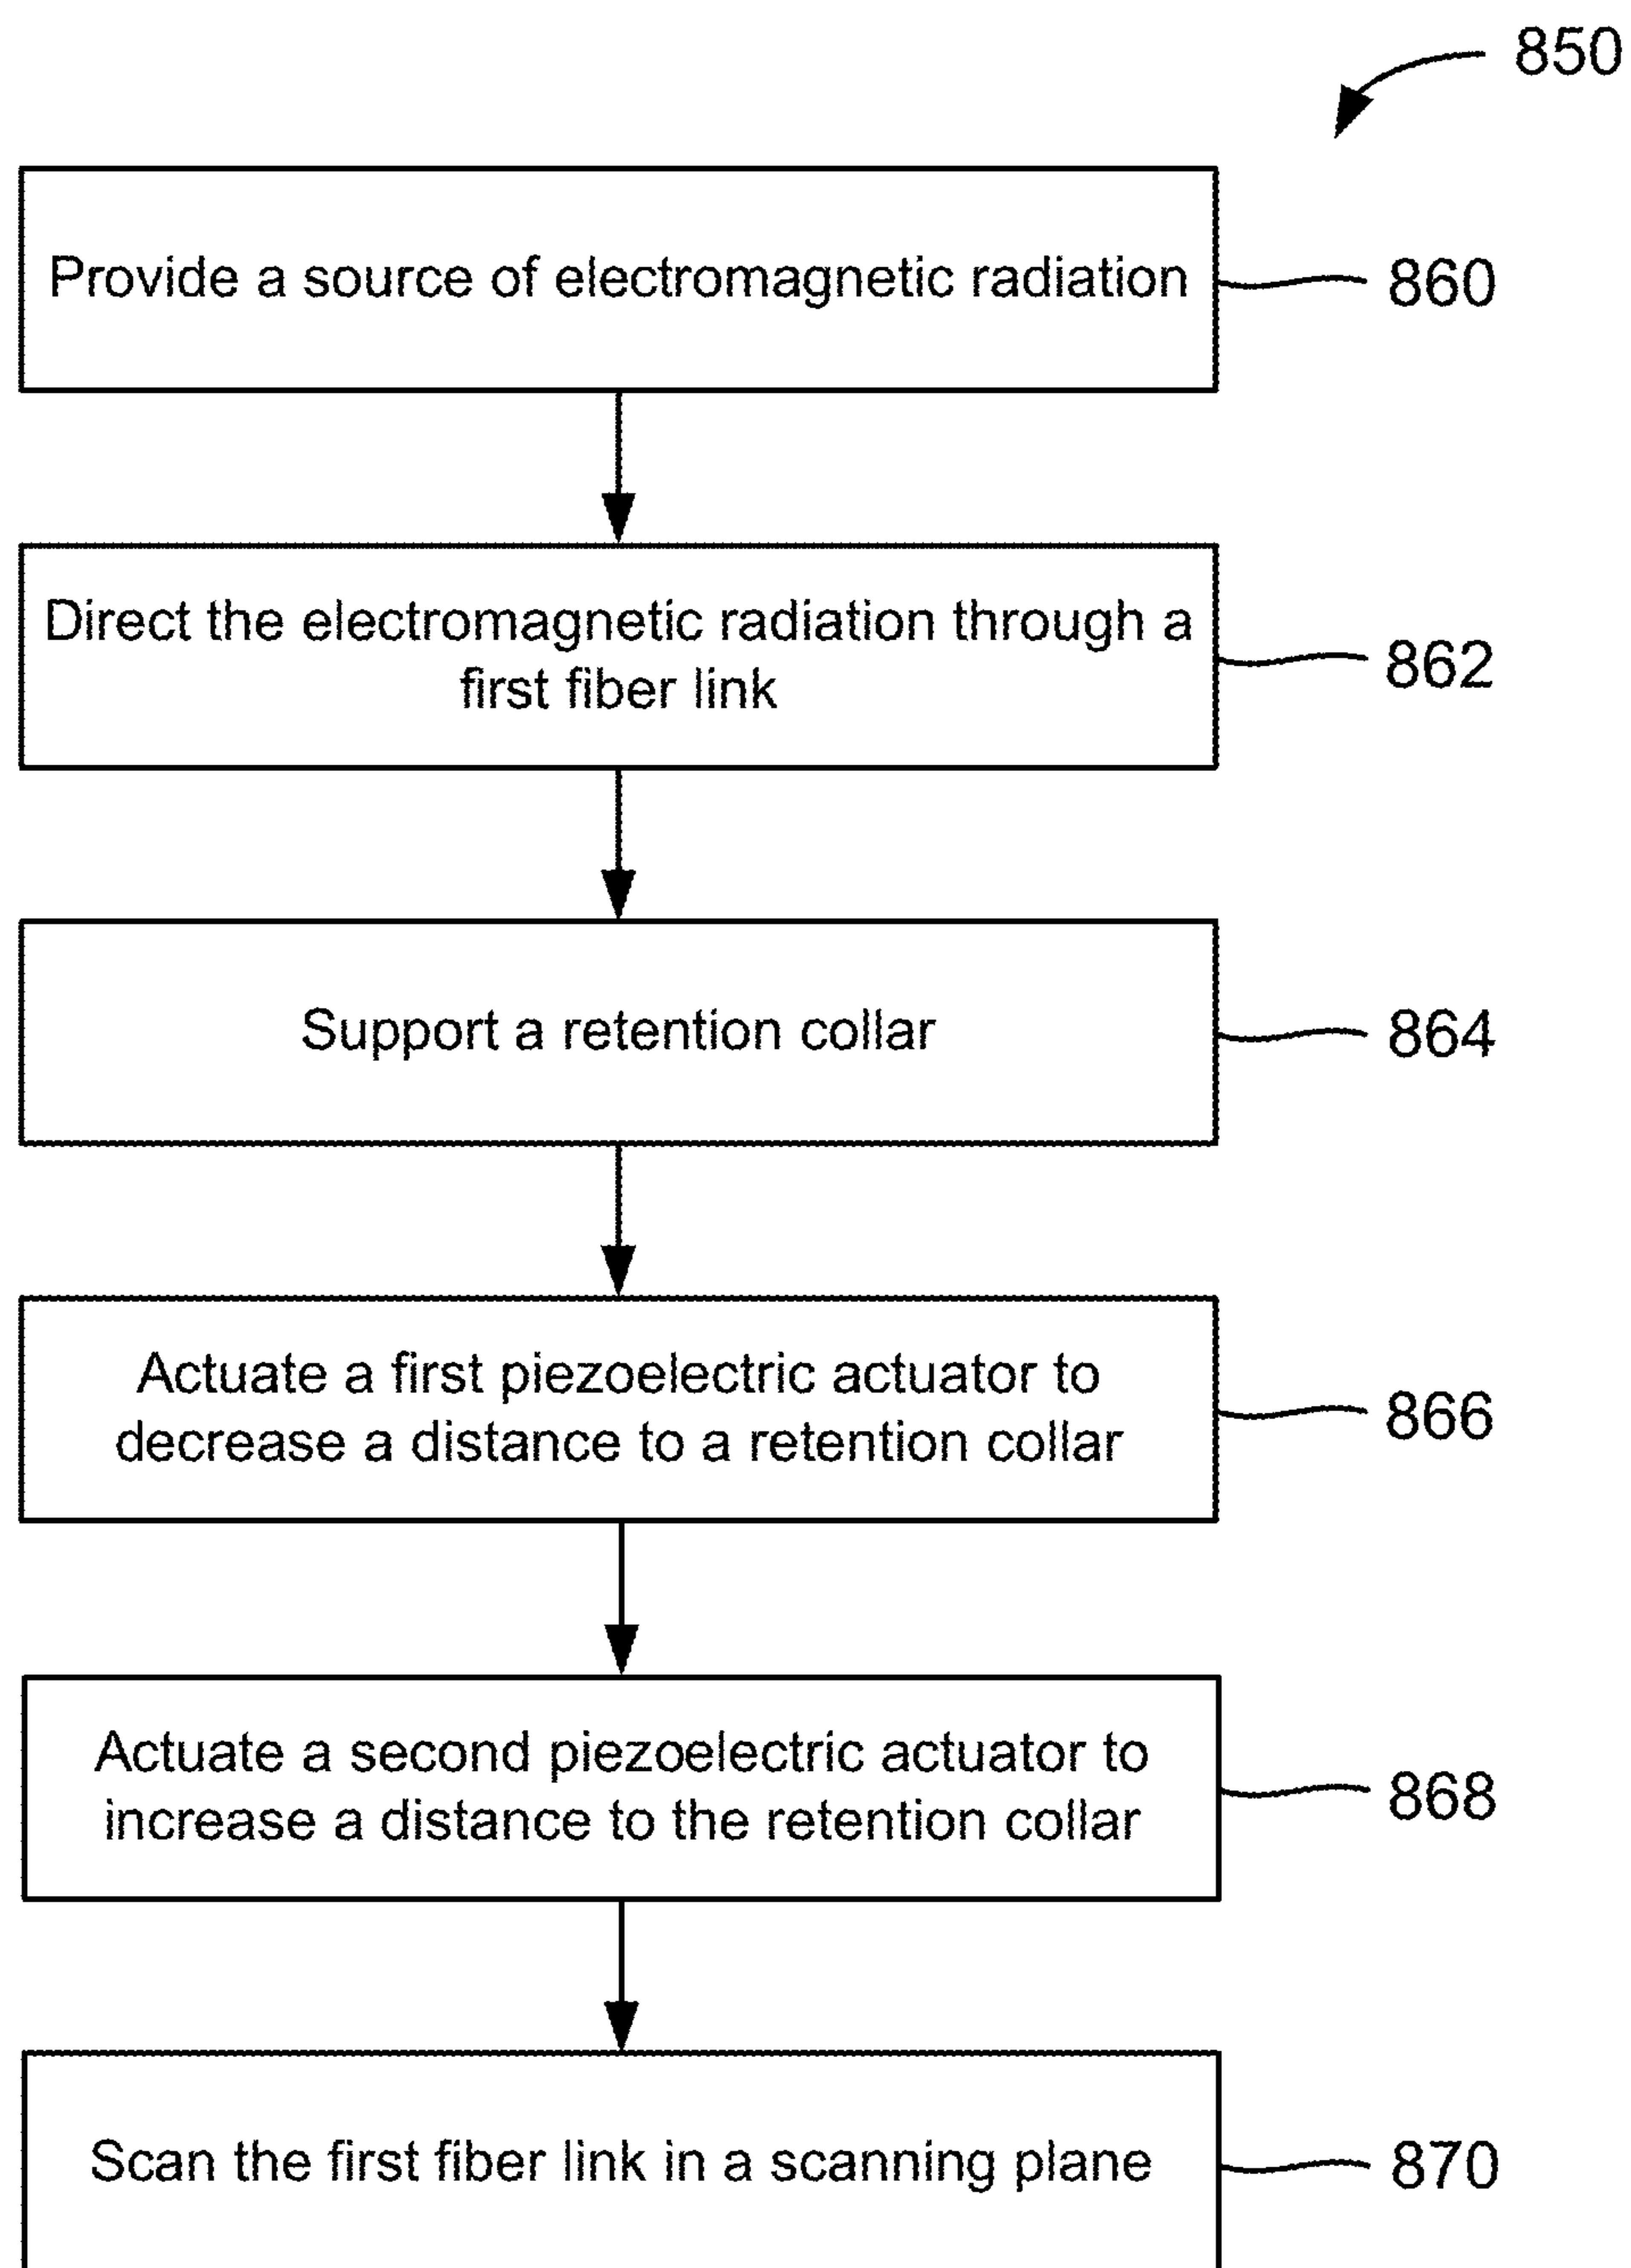 850
Provide a source of electromagnetic radiation
860
Direct the electromagnetic radiation through a
first fiber link
862
Support a retention collar
864
Actuate a first piezoelectric actuator to
decrease a distance to a retention collar
866
Actuate a second piezoelectric actuator to
increase a distance to the retention collar
868
Scan the first fiber link in a scanning plane
870